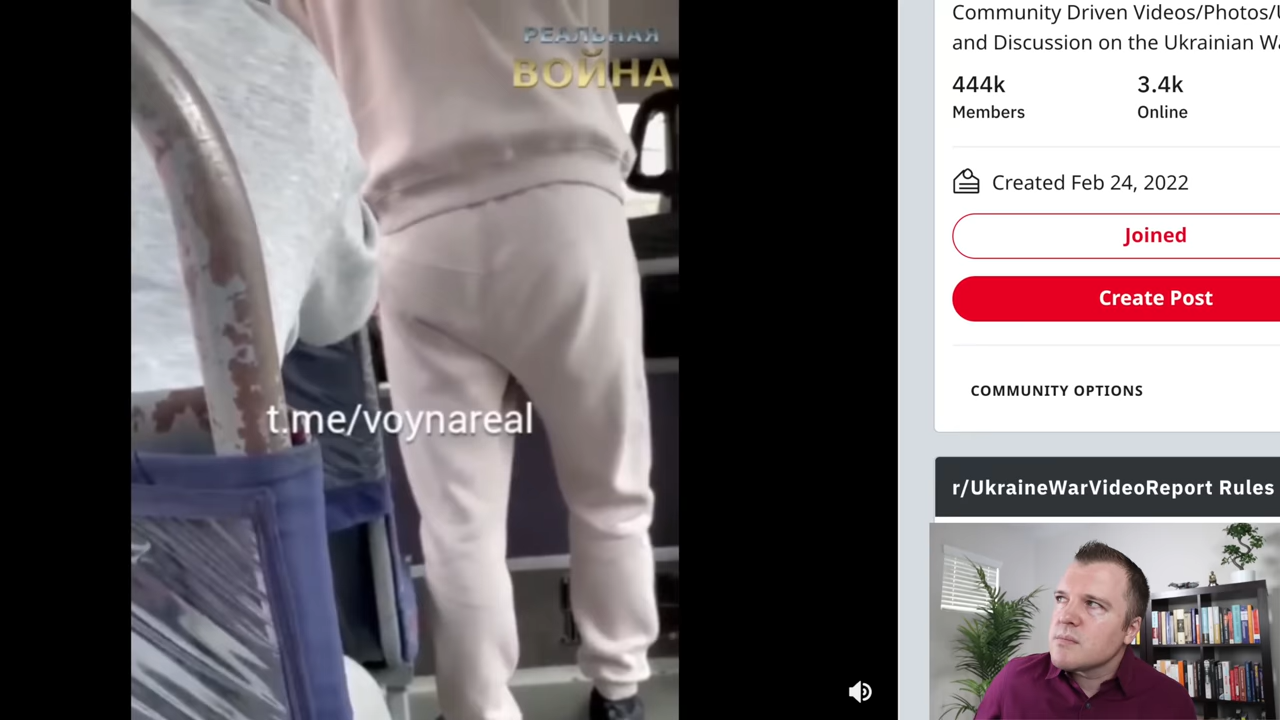 РЕАЛЬНАЯ
ВОЙНА
t.me/voynareal
Community Driven Videos/Photos/
and Discussion on the Ukrainian
444k
3.4k
Members
Online
Created Feb 24, 2022
Joined
Create Post
COMMUNITY OPTIONS
r/UkraineWarVideoReport Rules